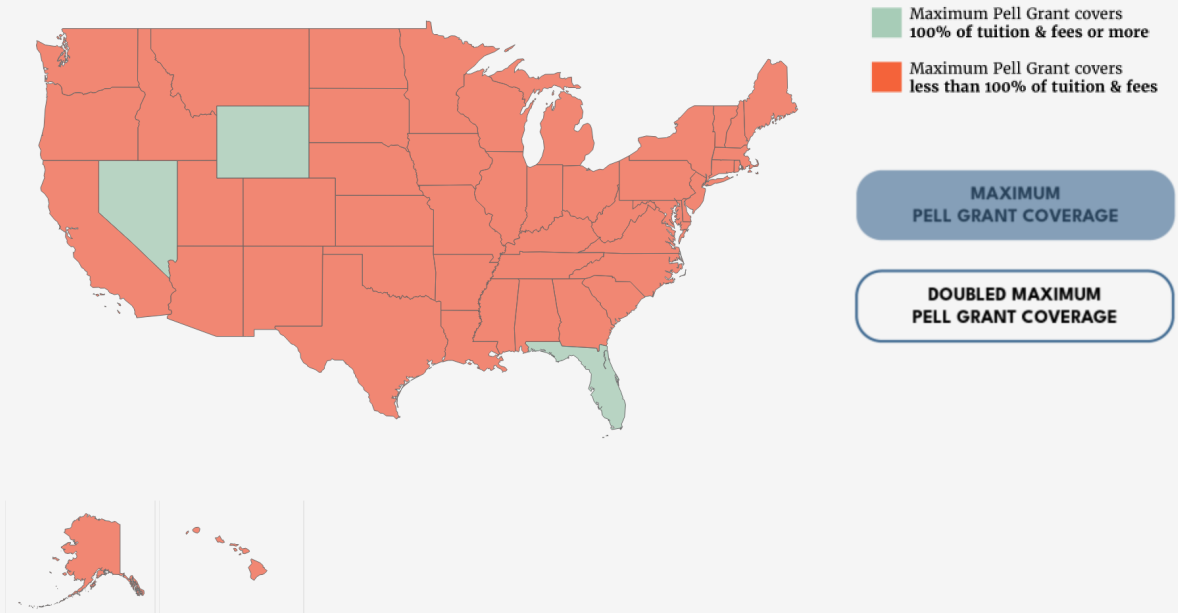 Maximum Pell Grant covers
100% of tuition & fees or more
Maximum Pell Grant covers
less than 100% of tuition & fees
MAXIMUM
PELL GRANT COVERAGE
DOUBLED MAXIMUM
PELL GRANT COVERAGE